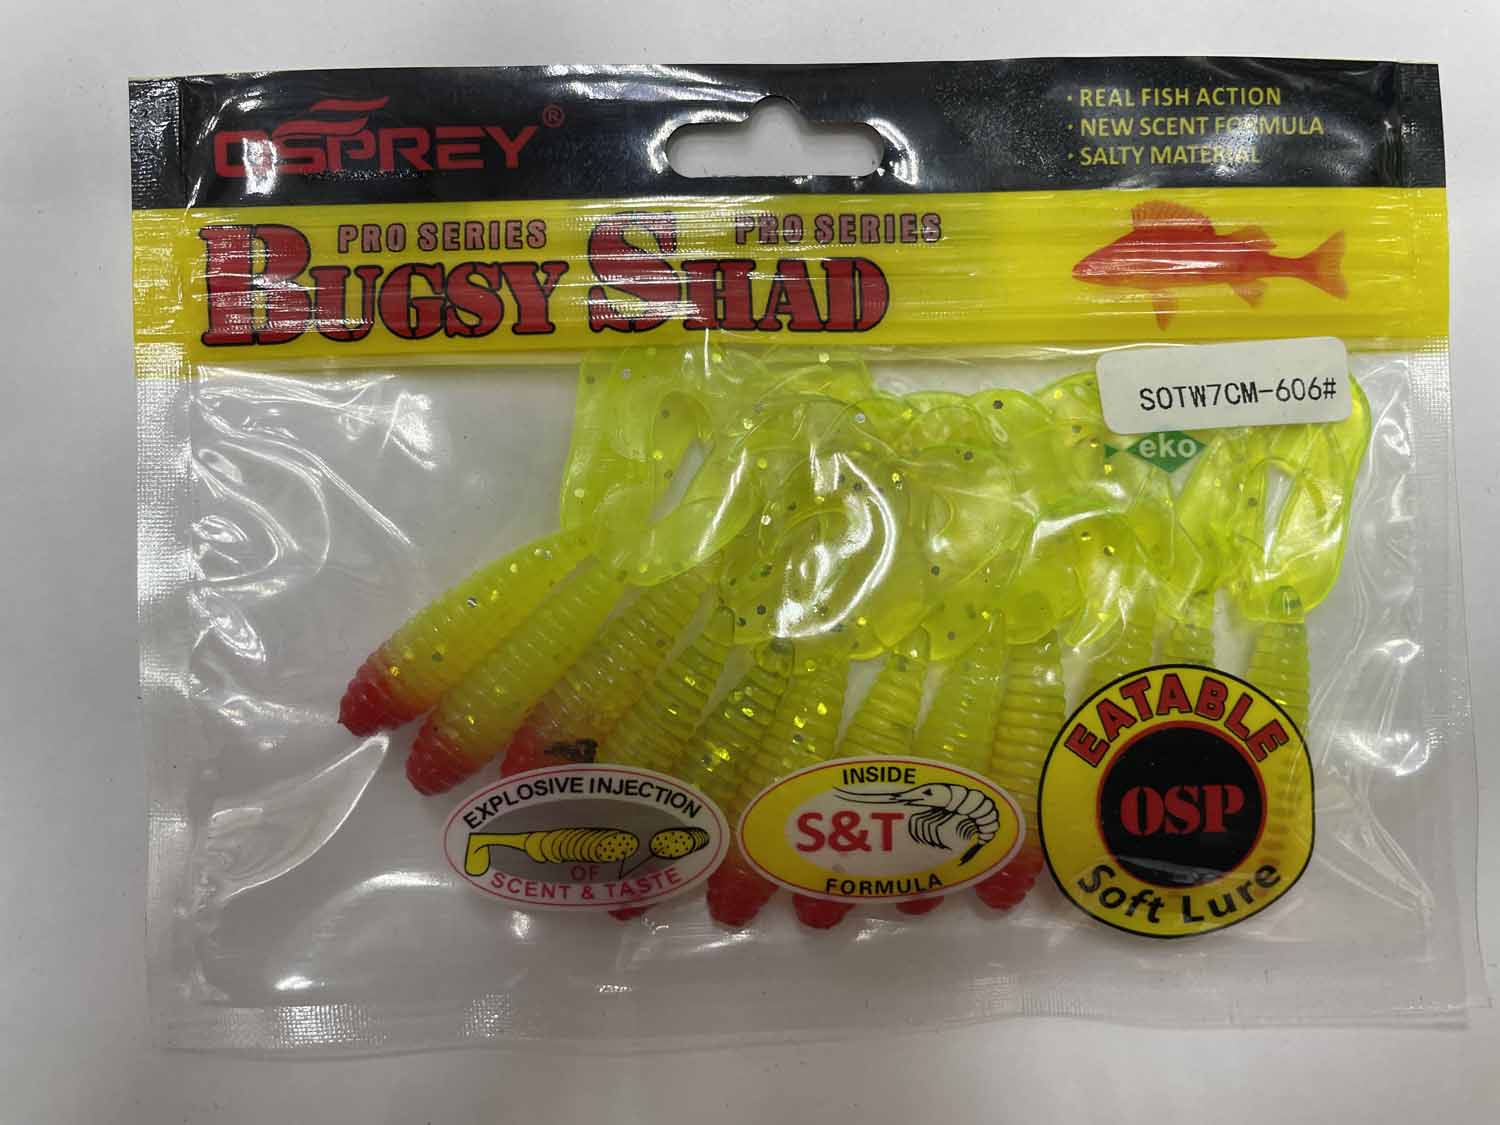 OSPREY®
· REAL FISH ACTION
· NEW SCENT FORMULA
· SALTY MATERIAL
PRO SERIES PRO SERIES
BUGSY SHAD
SOTW7CM-606#
eko
EXPLOSIVE INJECTION
OF
SCENT & TASTE
INSIDE
S&T
FORMULA
EATABLE
OSP
Soft Lure